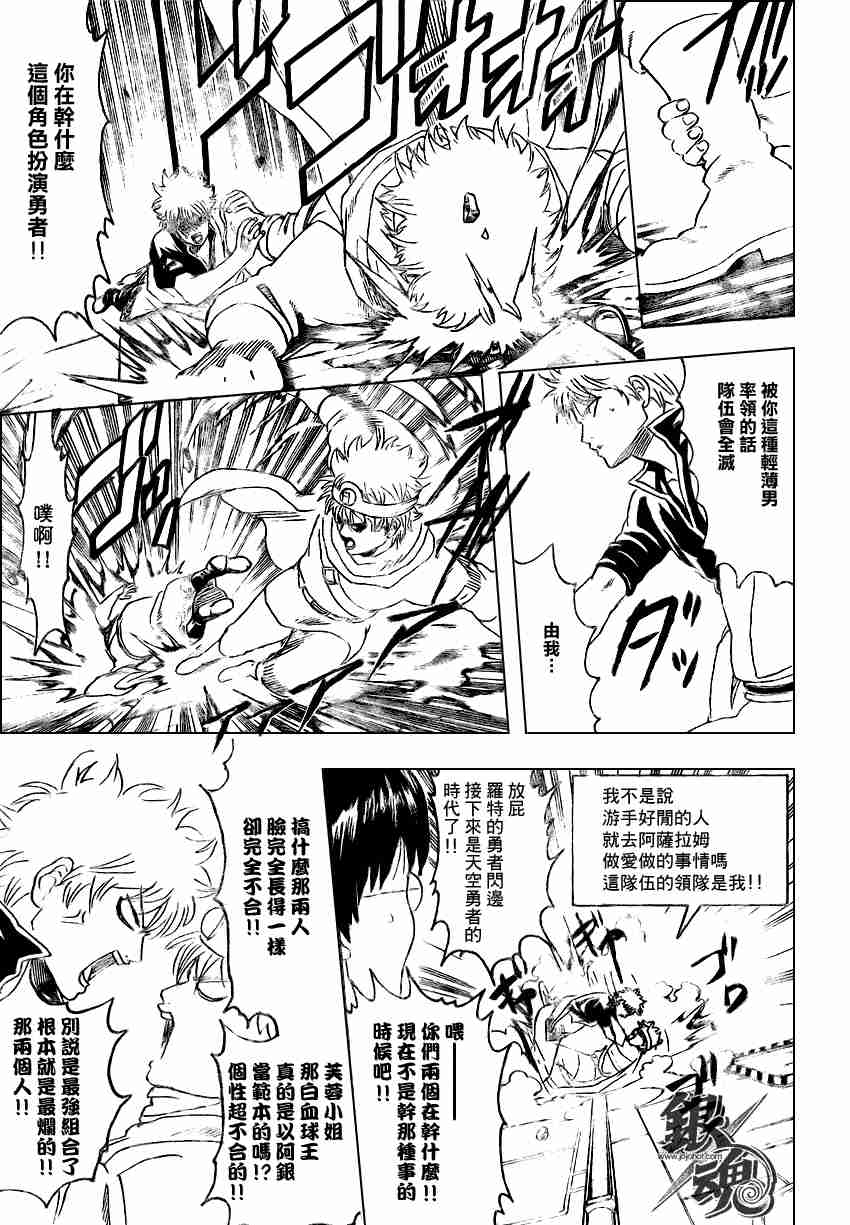 ドドドド
你在幹什麼
這個角色扮演勇者!!
被你這種輕薄男
率領的話
隊伍會全滅
由我…
ダッ
噗啊!!
我不是說
游手好閒的人
就去阿薩拉姆
做愛做的事情嗎
這隊伍的領隊是我!!
放屁
羅特的勇者閃邊
接下來是天空勇者的
時代了!!
喂——
你們兩個在幹什麼!!
現在不是幹那種事的
時候吧!!
搞什麼那兩人
臉完全長得一樣
卻完全不合!!
芙蓉小姐
那白血球王
真的是以阿銀
當範本的嗎!?
個性超不合的!!
別說是最強組合了
根本就是最爛的!!
那兩個人!!
銀魂
www.jojohot.com